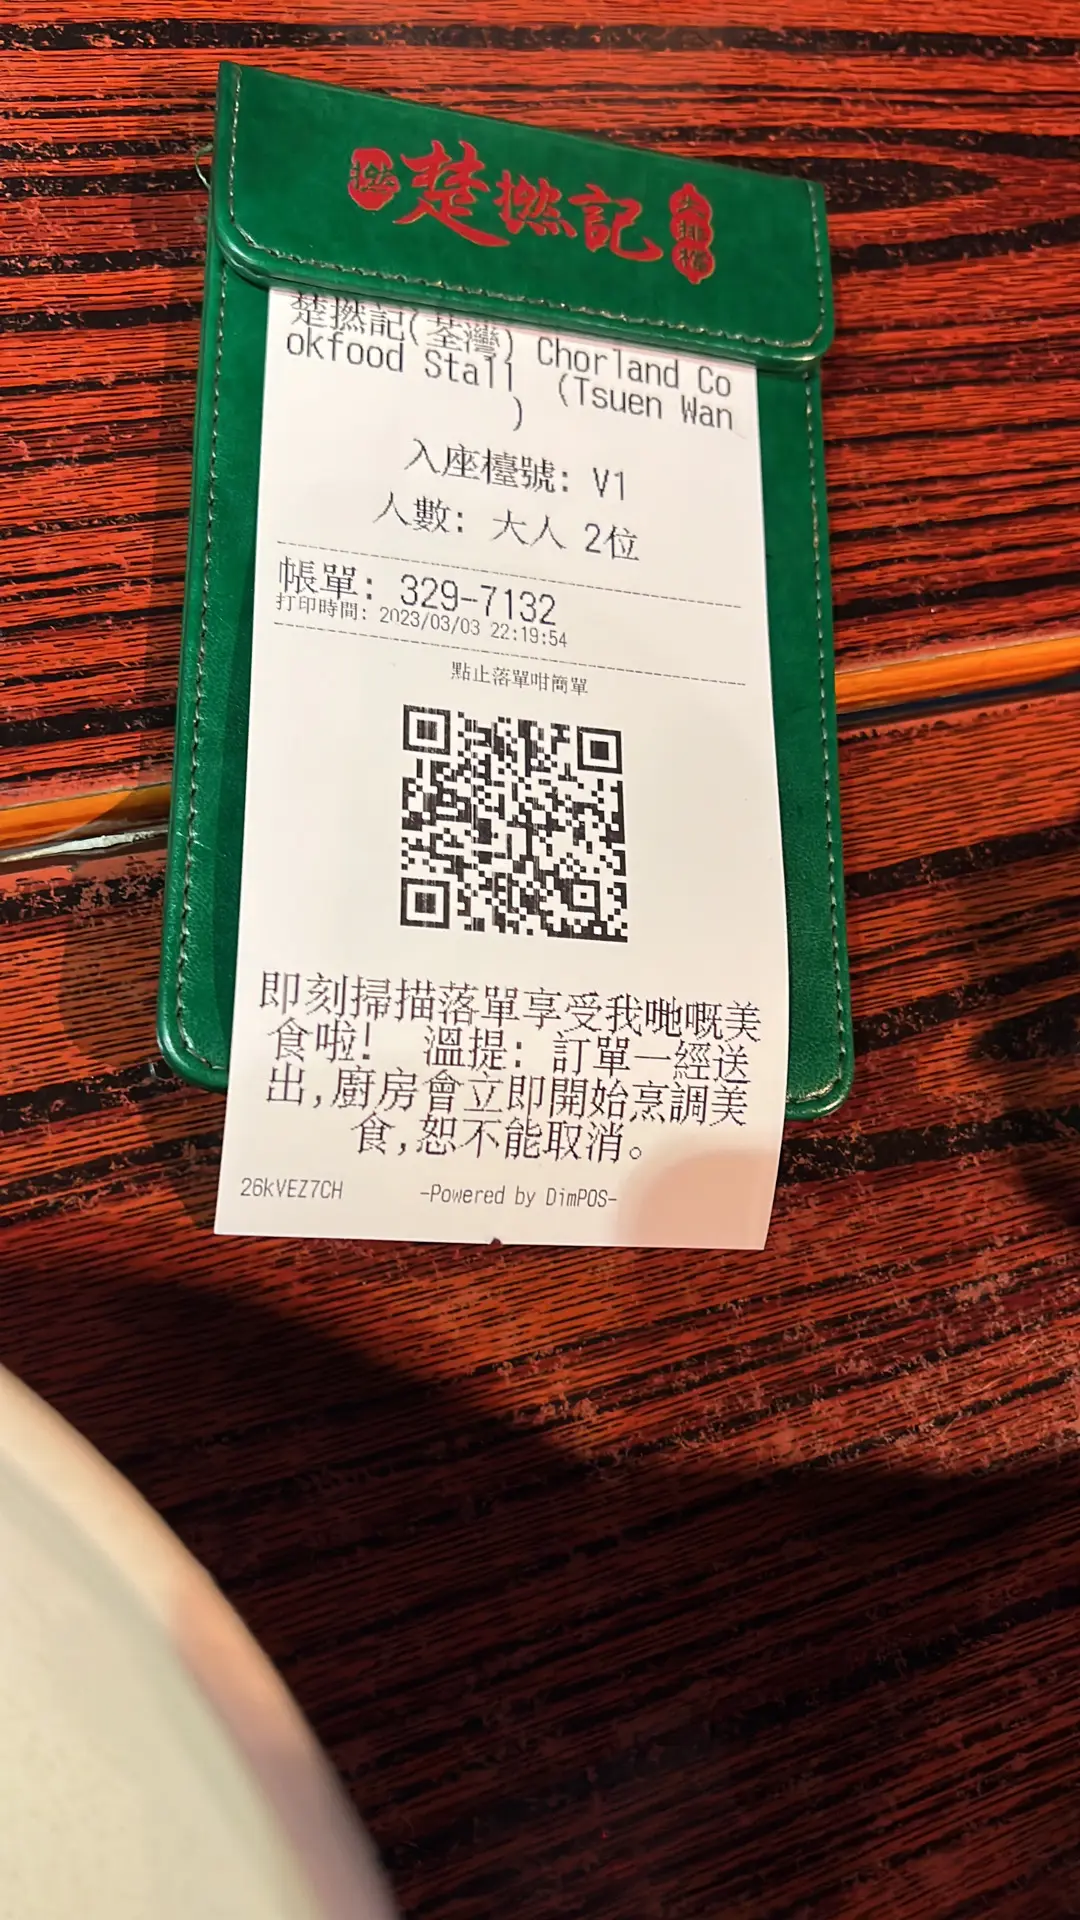 撚 楚撚記 大排檔
楚撚記(荃灣) Chorland Co
okfood Stall (Tsuen Wan
)
入座檯號: V1
人數: 大人 2位
帳單: 329-7132
打印時間: 2023/03/03 22:19:54
點止落單咁簡單
即刻掃描落單享受我哋嘅美
食啦! 溫提: 訂單一經送
出,廚房會立即開始烹調美
食,恕不能取消。
26kVEZ7CH -Powered by DimPOS-